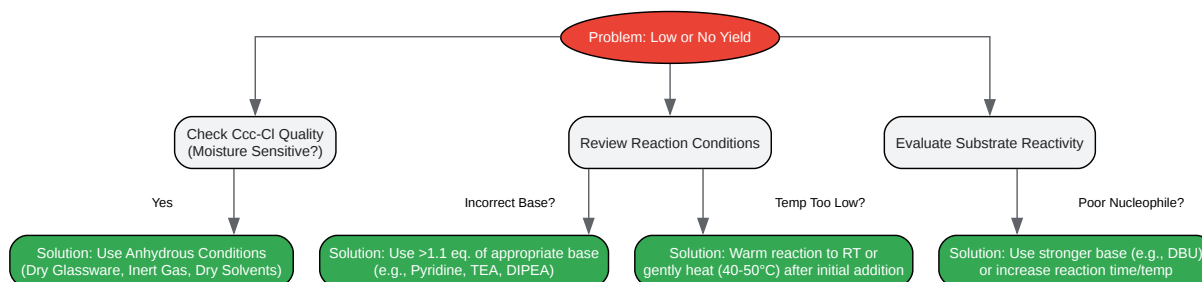 Problem: Low or No Yield
Check Ccc-Cl Quality
(Moisture Sensitive?)
Review Reaction Conditions
Evaluate Substrate Reactivity
Yes
Incorrect Base?
Temp Too Low?
Poor Nucleophile?
Solution: Use Anhydrous Conditions
(Dry Glassware, Inert Gas, Dry Solvents)
Solution: Use >1.1 eq. of appropriate base
(e.g., Pyridine, TEA, DIPEA)
Solution: Warm reaction to RT or
gently heat (40-50°C) after initial addition
Solution: Use stronger base (e.g., DBU)
or increase reaction time/temp